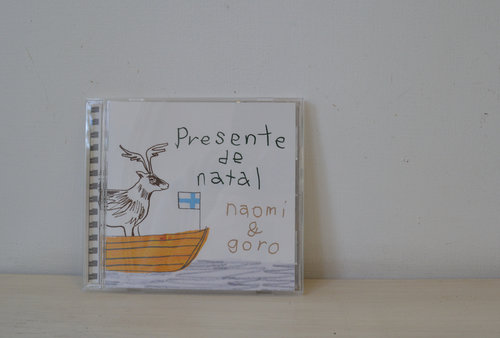 Presente
de
natal
naomi
&
goro